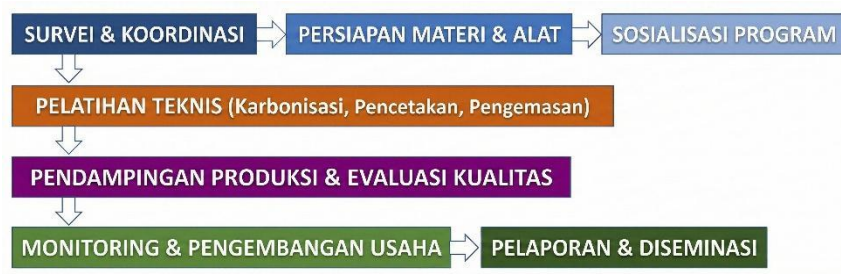 SURVEI & KOORDINASI
PERSIAPAN MATERI & ALAT
SOSIALISASI PROGRAM
PELATIHAN TEKNIS (Karbonisasi, Pencetakan, Pengemasan)
PENDAMPINGAN PRODUKSI & EVALUASI KUALITAS
MONITORING & PENGEMBANGAN USAHA
PELAPORAN & DISEMINASI